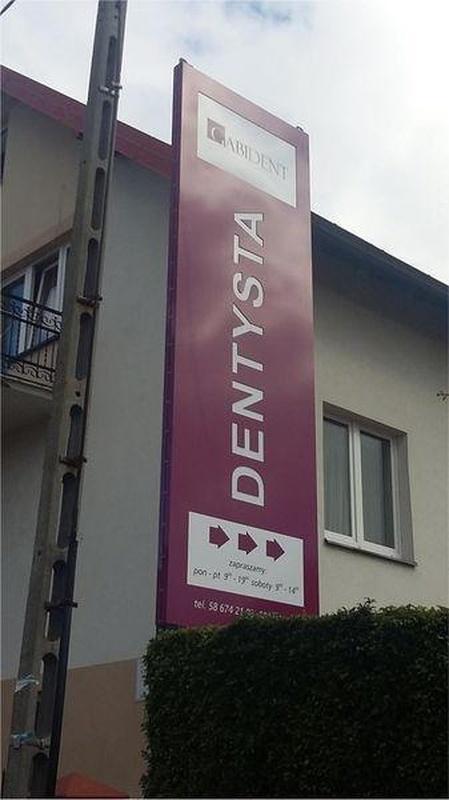 GABIDENT
DENTYSTA
zapraszamy:
pon - pt 9⁰⁰ - 19⁰⁰ soboty 9⁰⁰ - 14⁰⁰
tel. 58 674 21